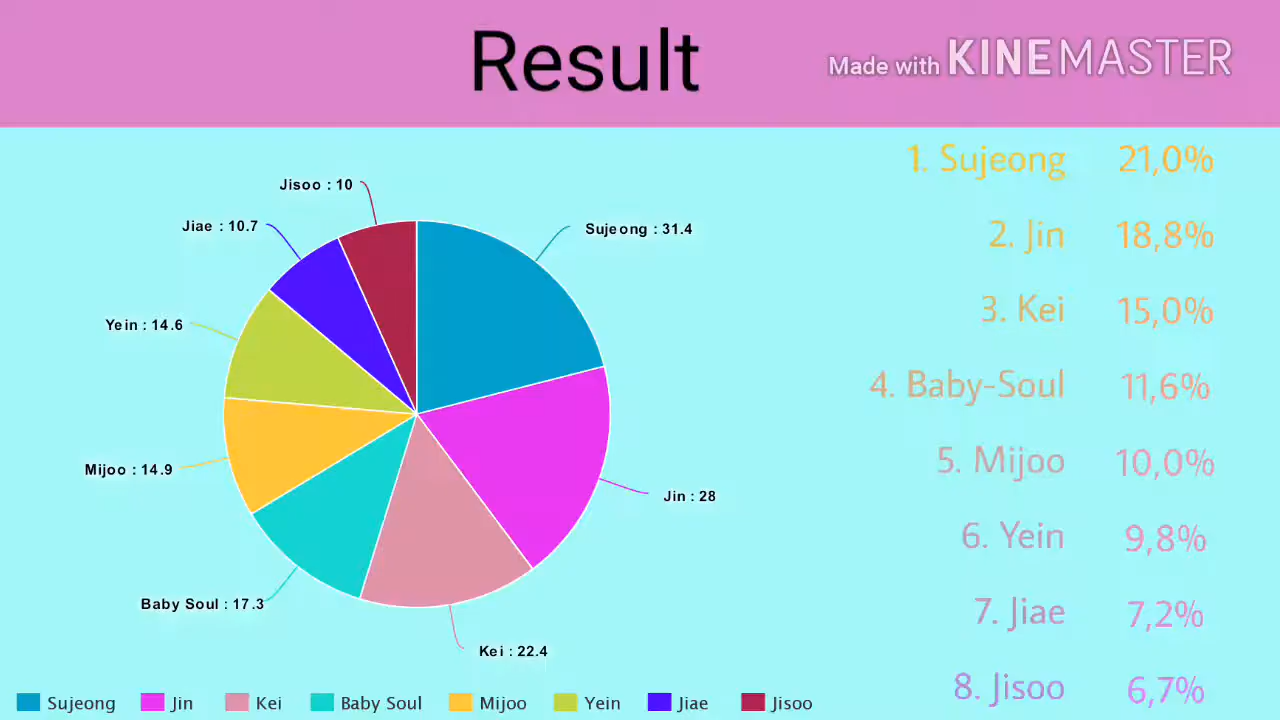 Result
Made with KINEMASTER
Jisoo : 10
Jiae : 10.7
Sujeong : 31.4
Yein : 14.6
Mijoo : 14.9
Jin : 28
Baby Soul : 17.3
Kei : 22.4
Sujeong Jin Kei Baby Soul Mijoo Yein Jiae Jisoo
1. Sujeong 21,0%
2. Jin 18,8%
3. Kei 15,0%
4. Baby-Soul 11,6%
5. Mijoo 10,0%
6. Yein 9,8%
7. Jiae 7,2%
8. Jisoo 6,7%